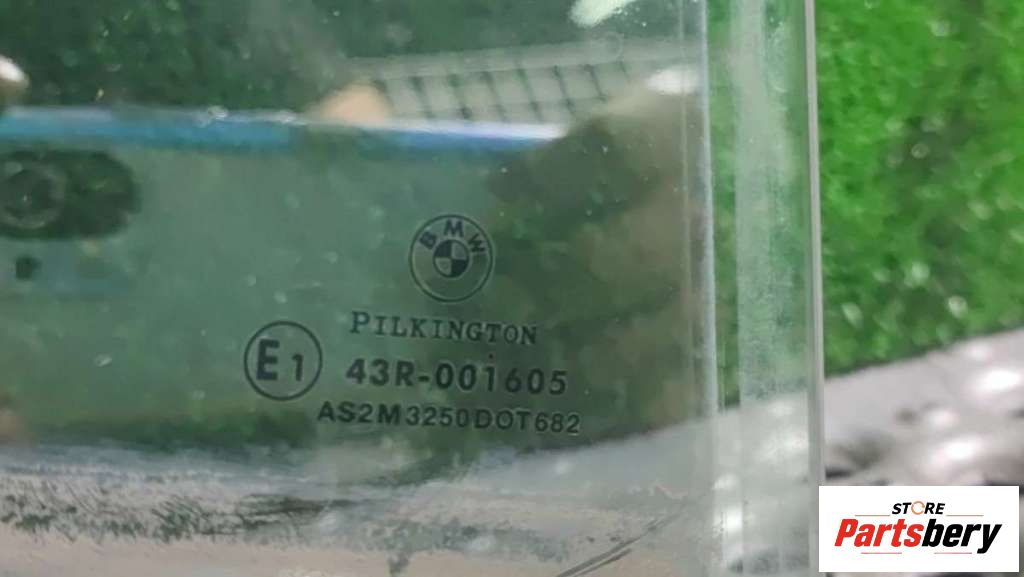 BMW
PILKINGTON
E1
43R-001605
AS2M3250DOT682
STORE
Partsbery